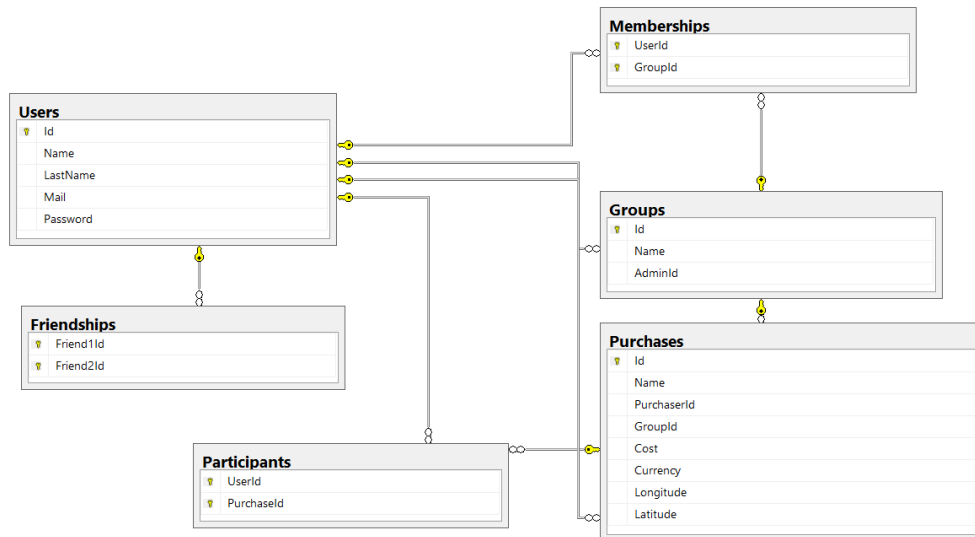 Memberships
UserId
GroupId
Users
Id
Name
LastName
Mail
Password
Groups
Id
Name
AdminId
Friendships
Friend1Id
Friend2Id
Purchases
Id
Name
PurchaserId
GroupId
Cost
Currency
Longitude
Latitude
Participants
UserId
PurchaseId